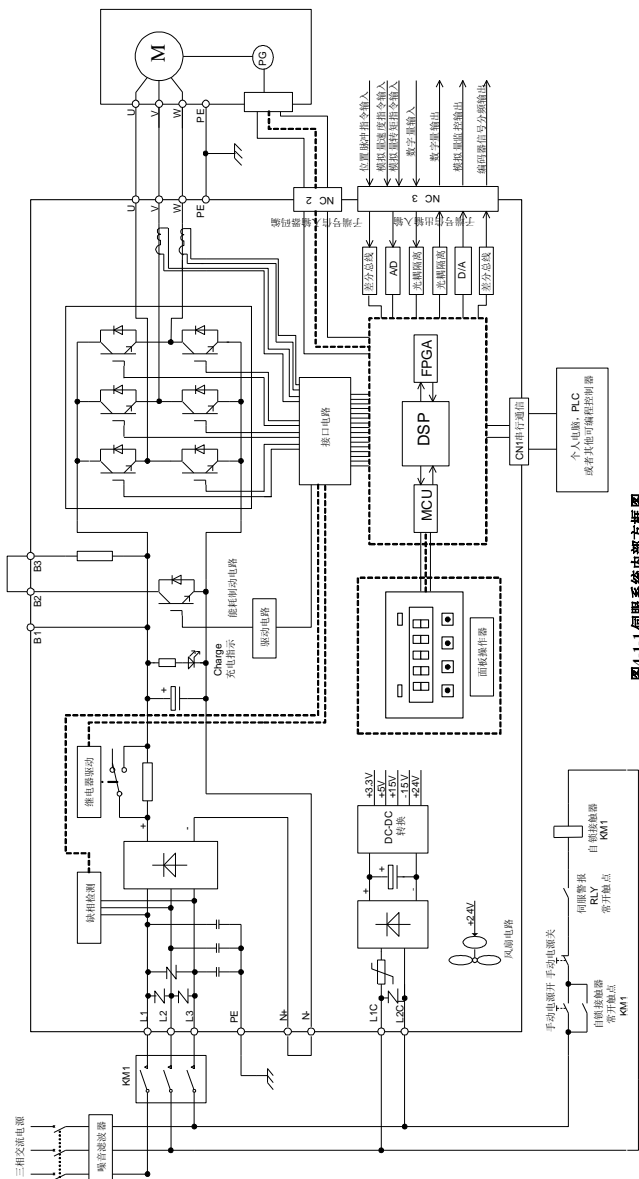 三相交流电源
噪音滤波器
KM1
L1
L2
L3
PE
N+
N-
L1C
L2C
缺相检测
继电器驱动
+
-
+
Charge
充电指示
B1
B2
B3
能耗制动电路
驱动电路
接口电路
U
V
W
PE
U
V
W
PE
M
PG
NC 2
子端号信入输器码编
NC 3
子端号信出输入输
+
-
+
DC-DC
转换
+3.3V
+5V
+15V
-15V
+24V
+24V
风扇电路
面板操作器
MCU
DSP
FPGA
差分总线
A/D
光耦隔离
光耦隔离
D/A
差分总线
位置脉冲指令输入
模拟量速度指令输入
模拟量转矩指令输入
数字量输入
数字量输出
模拟量监控输出
编码器信号分频输出
CN1串行通信
个人电脑，PLC
或者其他可编程控制器
手动电源开
手动电源关
自锁接触器
常开触点
KM1
伺服警报
RLY
常开触点
自锁接触器
KM1
图4.1.1伺服系统内部方框图